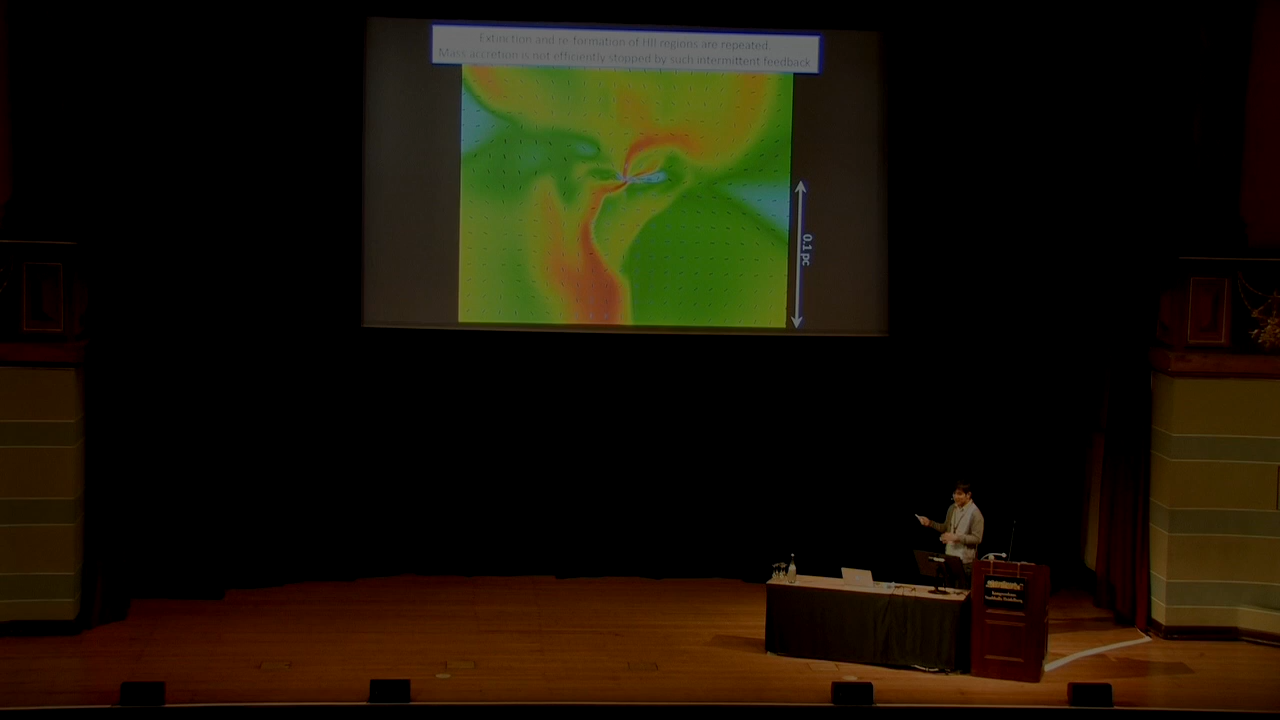 Extinction and re-formation of HII regions are repeated.
Mass accretion is not efficiently stopped by such intermittent feedback
0.1 pc